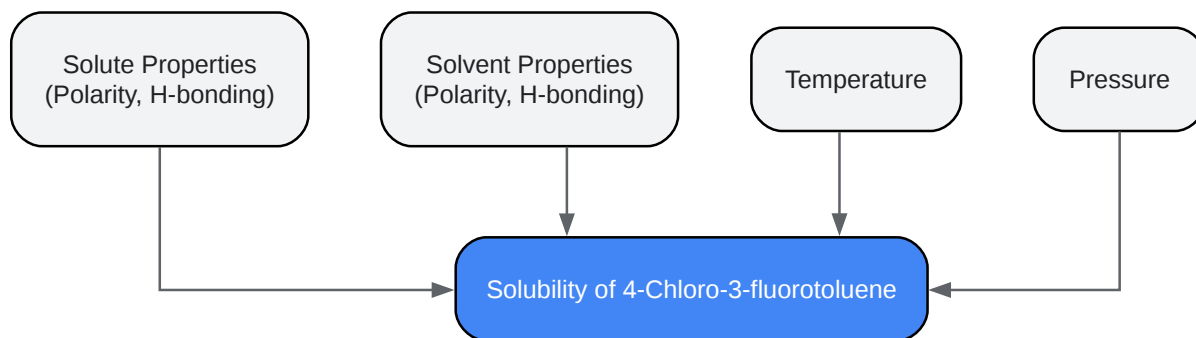 Solute Properties
(Polarity, H-bonding)
Solvent Properties
(Polarity, H-bonding)
Temperature
Pressure
Solubility of 4-Chloro-3-fluorotoluene